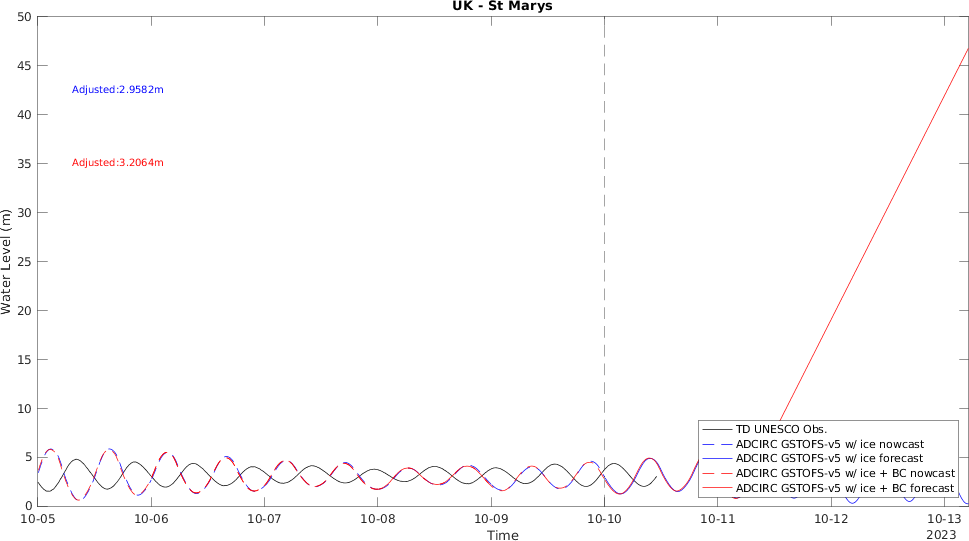 UK - St Marys
50
45
40
35
30
25
20
15
10
5
0
Water Level (m)
Adjusted:2.9582m
Adjusted:3.2064m
TD UNESCO Obs.
ADCIRC GSTOFS-v5 w/ ice nowcast
ADCIRC GSTOFS-v5 w/ ice forecast
ADCIRC GSTOFS-v5 w/ ice + BC nowcast
ADCIRC GSTOFS-v5 w/ ice + BC forecast
10-05 10-06 10-07 10-08 10-09 10-10 10-11 10-12 10-13
Time
2023